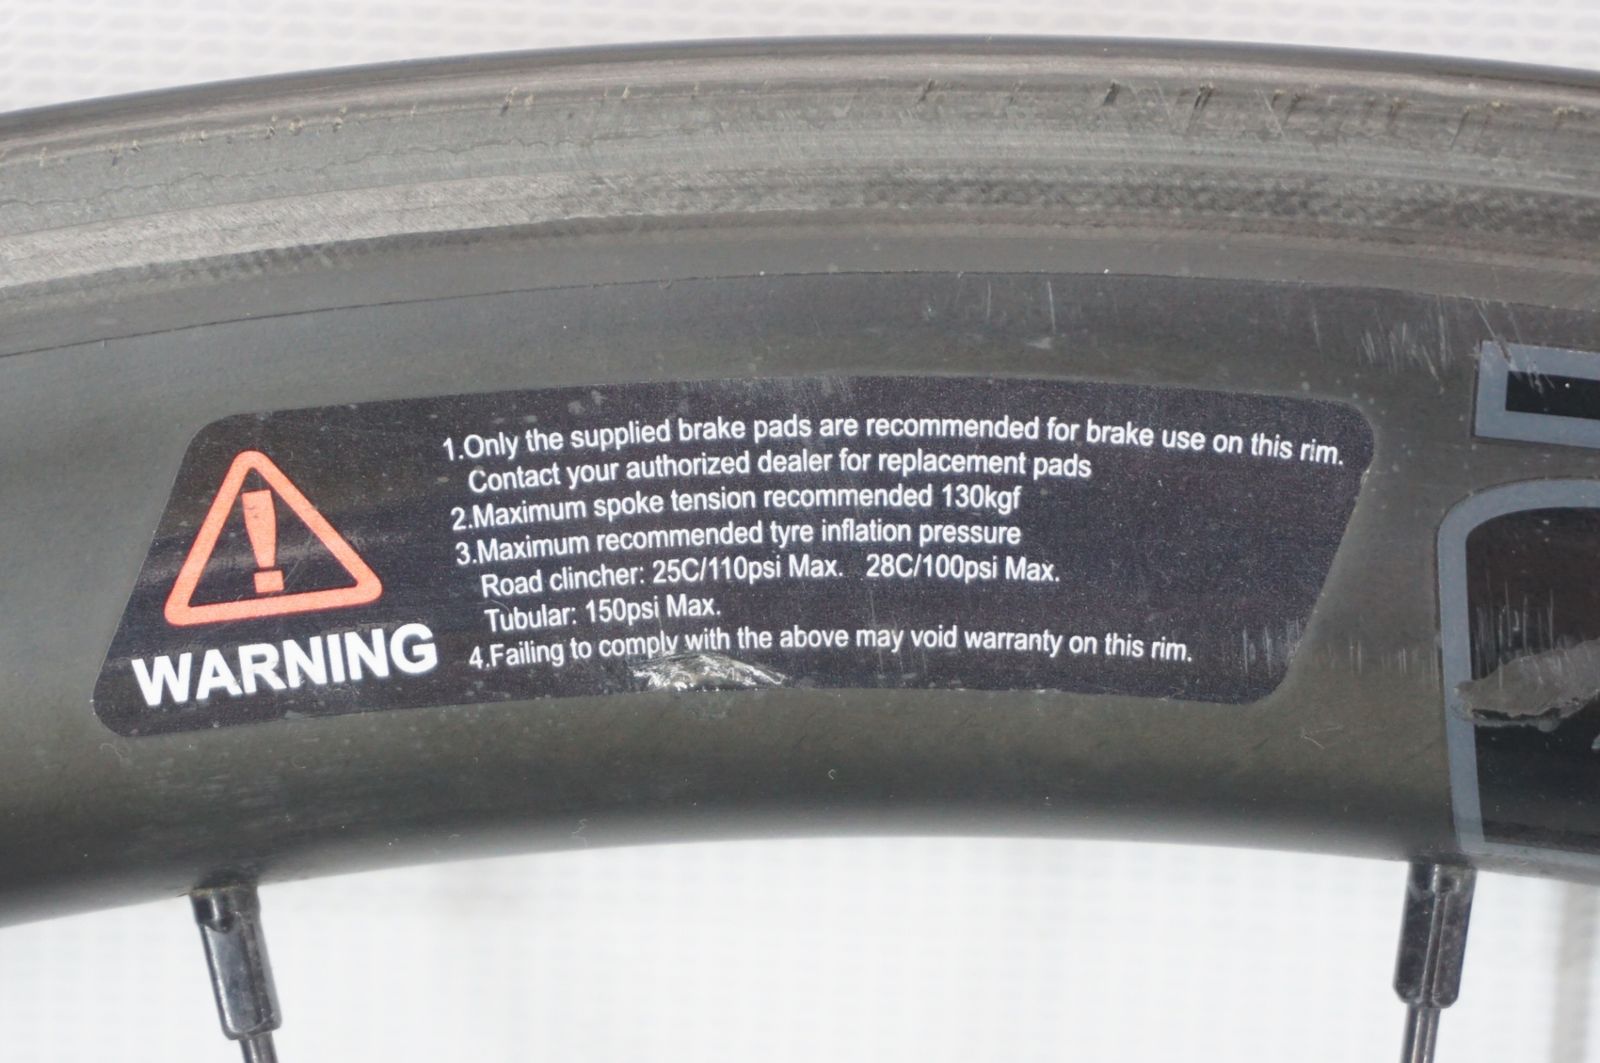 WARNING
1.Only the supplied brake pads are recommended for brake use on this rim.
Contact your authorized dealer for replacement pads
2.Maximum spoke tension recommended 130kgf
3.Maximum recommended tyre inflation pressure
Road clincher: 25C/110psi Max. 28C/100psi Max.
Tubular: 150psi Max.
4.Failing to comply with the above may void warranty on this rim.